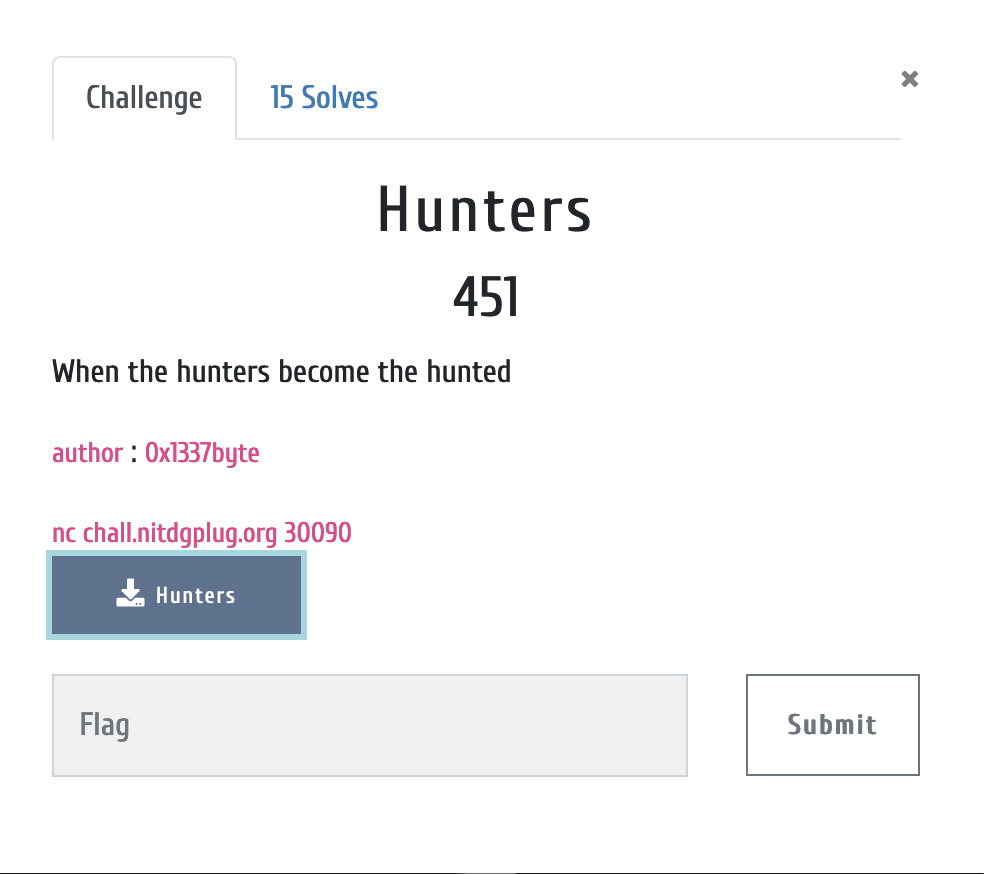 Challenge
15 Solves
Hunters
451
When the hunters become the hunted
author : 0x1337byte
nc chall.nitdgplug.org 30090
Hunters
Flag
Submit